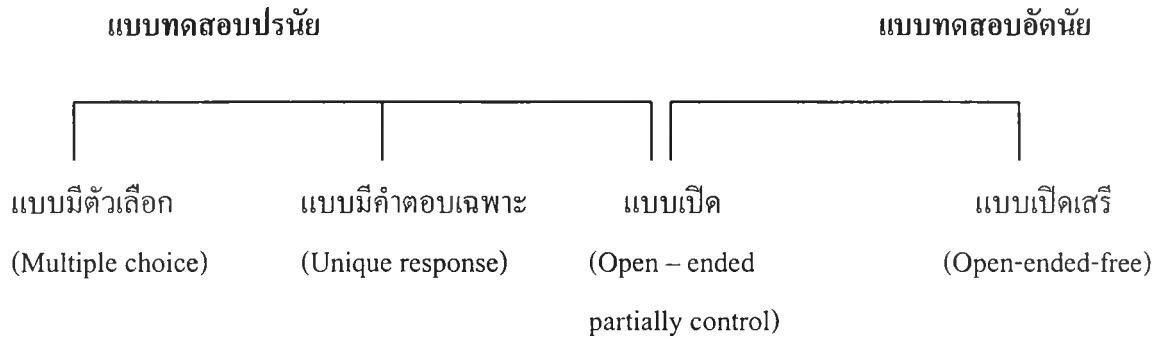 แบบทดสอบปรนัย แบบทดสอบอัตนัย
แบบมีตัวเลือก แบบมีคำตอบเฉพาะ แบบเปิด แบบเปิดเสรี
(Multiple choice) (Unique response) (Open – ended (Open-ended-free)
partially control)